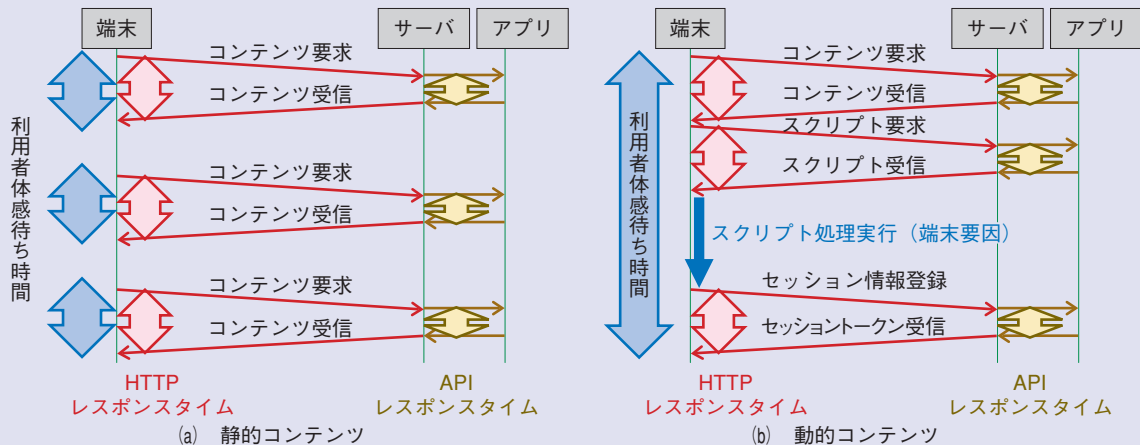 端末
サーバ
アプリ
コンテンツ要求
コンテンツ受信
コンテンツ要求
コンテンツ受信
コンテンツ要求
コンテンツ受信
利用者体感待ち時間
HTTP
レスポンスタイム
API
レスポンスタイム
(a) 静的コンテンツ
端末
サーバ
アプリ
コンテンツ要求
コンテンツ受信
スクリプト要求
スクリプト受信
スクリプト処理実行（端末要因）
セッション情報登録
セッショントークン受信
利用者体感待ち時間
HTTP
レスポンスタイム
API
レスポンスタイム
(b) 動的コンテンツ